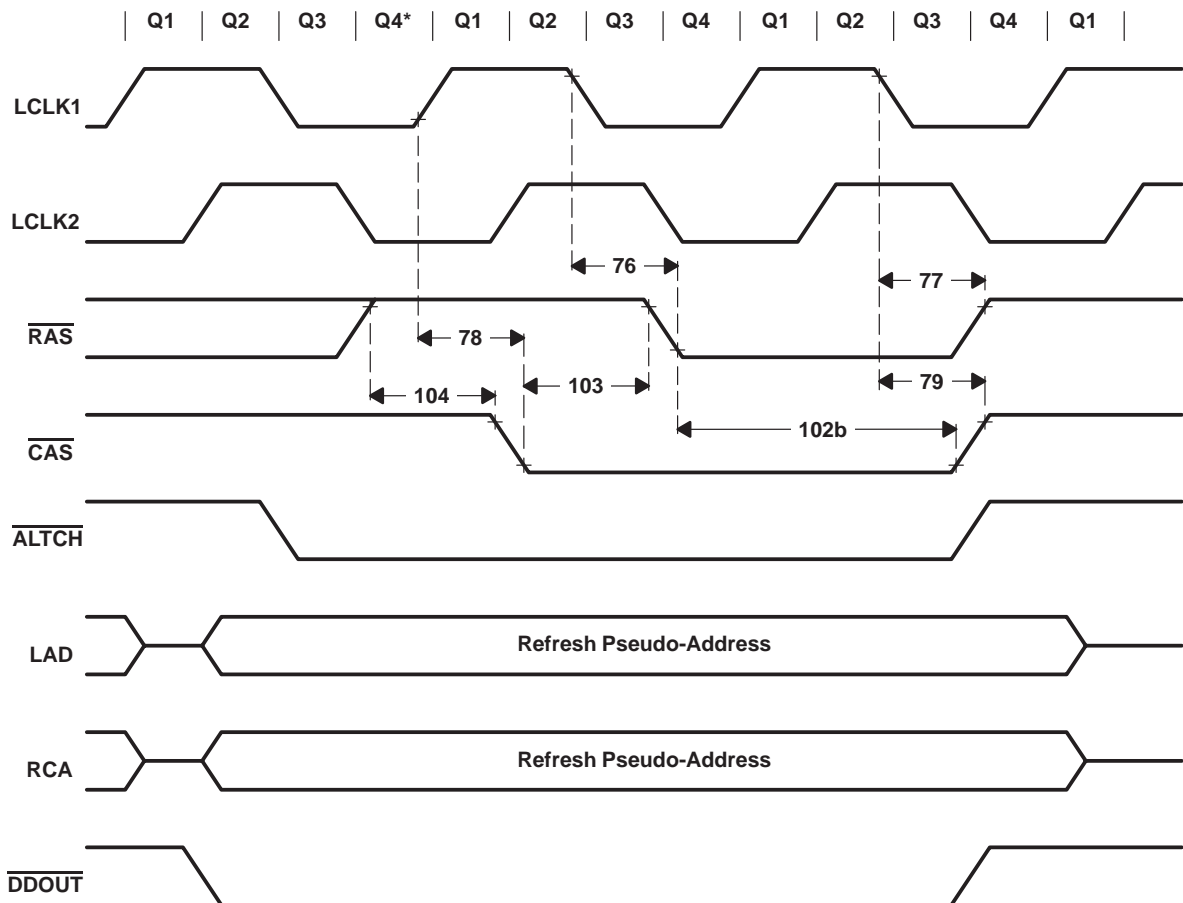 Q1 Q2 Q3 Q4* Q1 Q2 Q3 Q4 Q1 Q2 Q3 Q4 Q1
LCLK1
LCLK2
76
77
RAS
78
103
79
104
102b
CAS
ALTCH
Refresh Pseudo-Address
LAD
Refresh Pseudo-Address
RCA
DDOUT